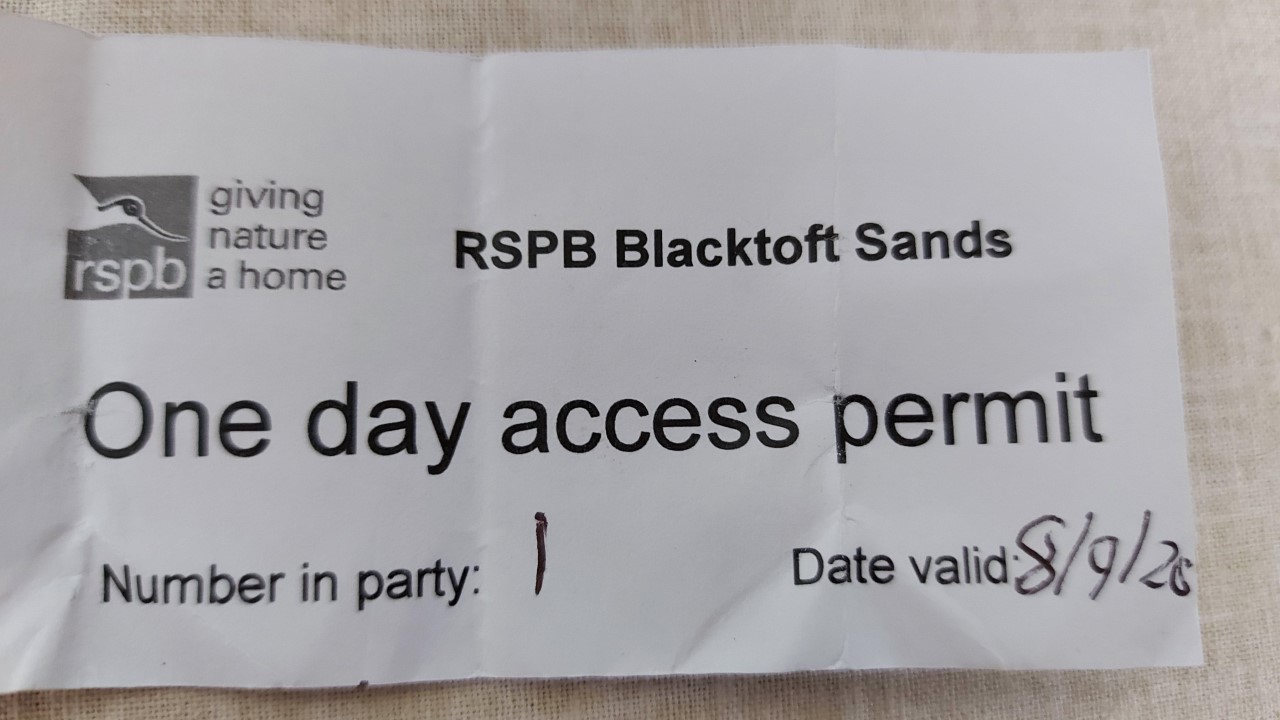 giving
nature
a home
rspb
RSPB Blacktoft Sands
One day access permit
Number in party: 1
Date valid: 8/9/20